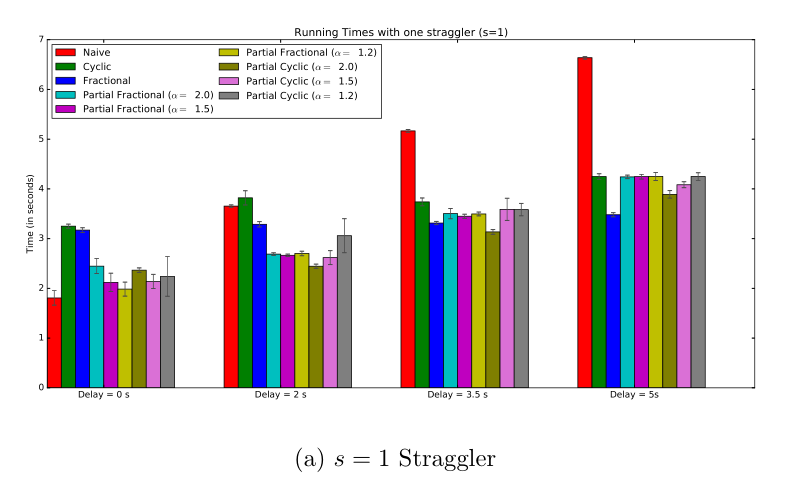 Running Times with one straggler (s=1)
7
6
5
4
3
2
1
0
Time (in seconds)
Naive
Cyclic
Fractional
Partial Fractional (α= 2.0)
Partial Fractional (α= 1.5)
Partial Fractional (α= 1.2)
Partial Cyclic (α= 2.0)
Partial Cyclic (α= 1.5)
Partial Cyclic (α= 1.2)
Delay = 0 s
Delay = 2 s
Delay = 3.5 s
Delay = 5s
(a) s = 1 Straggler